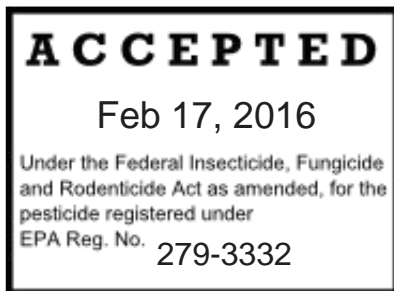 ACCEPTED
Feb 17, 2016
Under the Federal Insecticide, Fungicide
and Rodenticide Act as amended, for the
pesticide registered under
EPA Reg. No. 279-3332